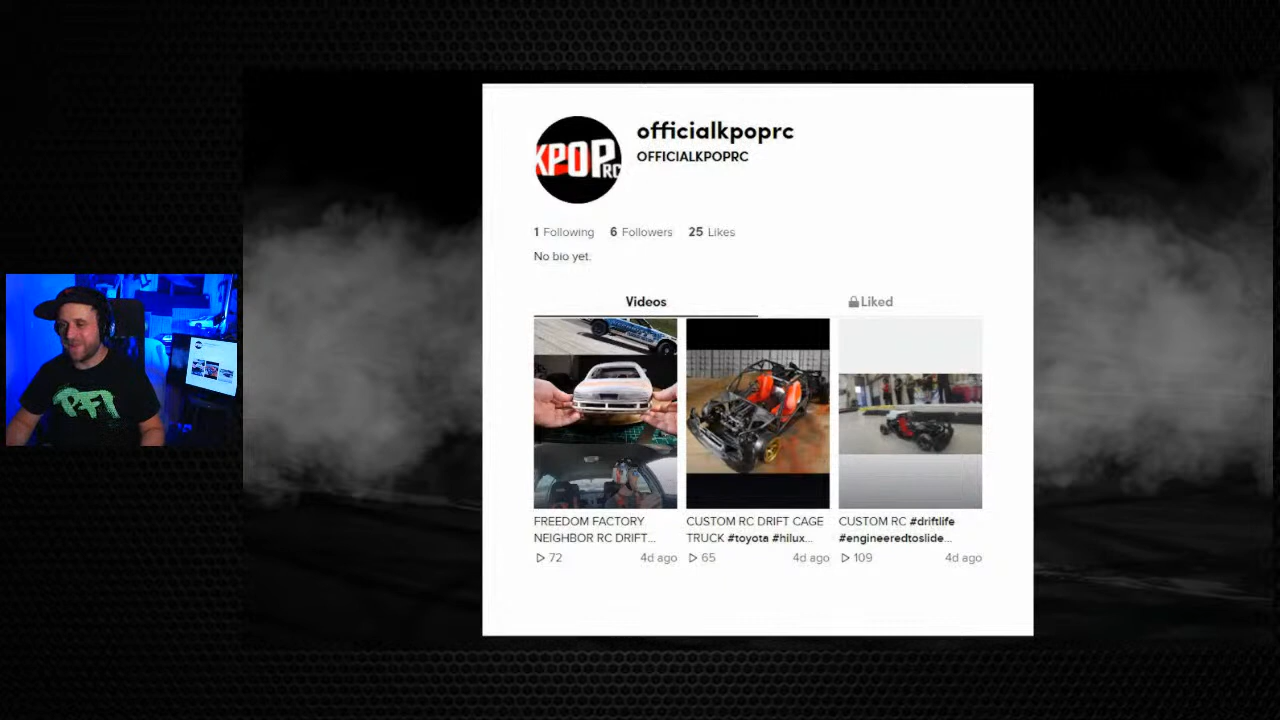 KPOP
RC
officialkpoprc
OFFICIALKPOPRC
1 Following 6 Followers 25 Likes
No bio yet.
Videos
Liked
FREEDOM FACTORY
NEIGHBOR RC DRIFT...
72
4d ago
CUSTOM RC DRIFT CAGE
TRUCK #toyota #hilux...
65
4d ago
CUSTOM RC #driftlife
#engineeredtoslide...
109
4d ago
PFI